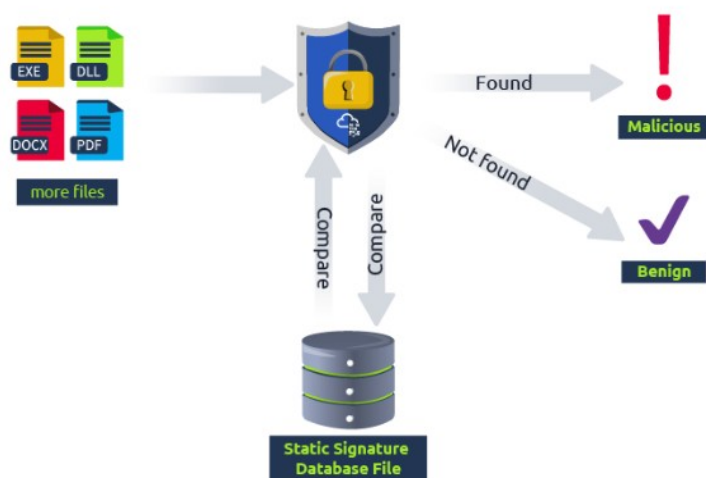 EXE
DLL
DOCX
PDF
more files
Found
Malicious
Not found
Benign
Compare
Compare
Static Signature
Database File